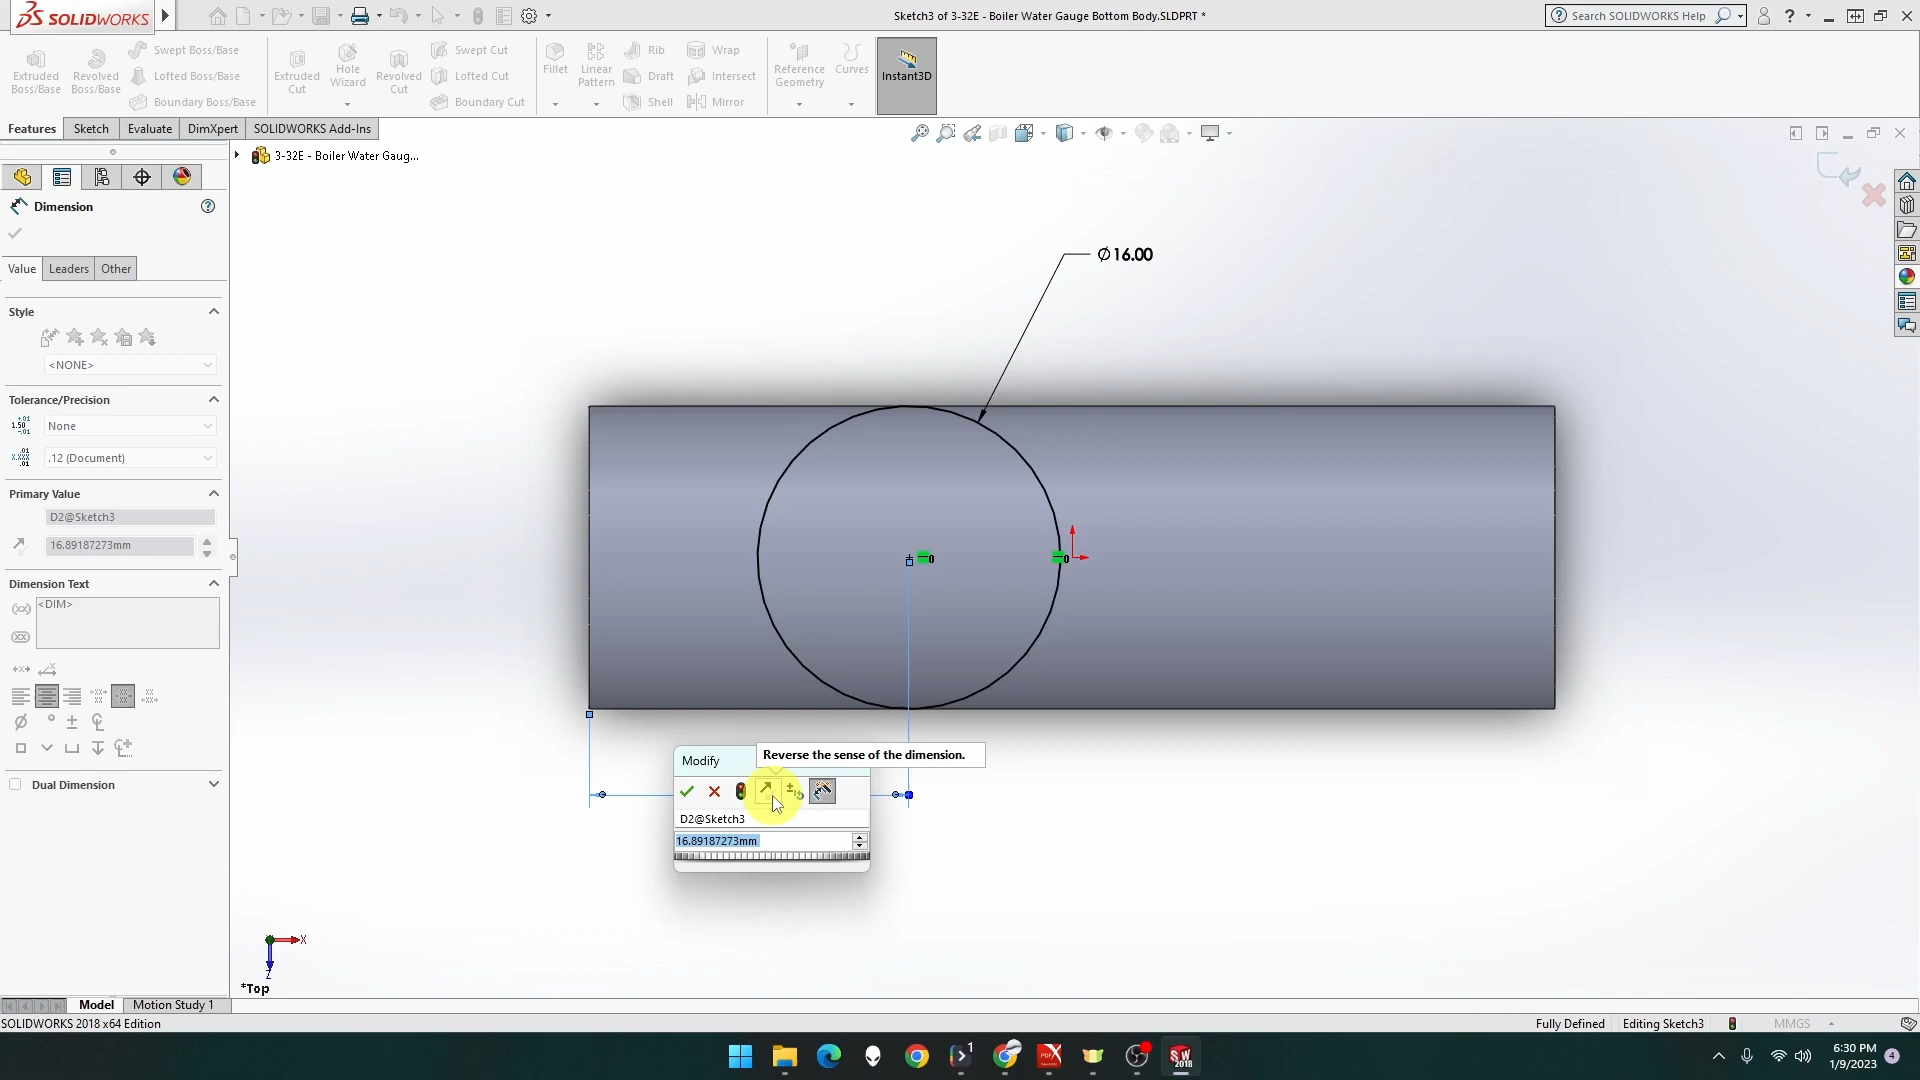 SOLIDWORKS
Sketch3 of 3-32E - Boiler Water Gauge Bottom Body.SLDPRT *
Search SOLIDWORKS Help
Extruded Boss/Base
Revolved Boss/Base
Swept Boss/Base
Lofted Boss/Base
Boundary Boss/Base
Extruded Cut
Hole Wizard
Revolved Cut
Swept Cut
Lofted Cut
Boundary Cut
Fillet
Linear Pattern
Rib
Draft
Shell
Wrap
Intersect
Mirror
Reference Geometry
Curves
Instant3D
Features
Sketch
Evaluate
DimXpert
SOLIDWORKS Add-Ins
3-32E - Boiler Water Gaug...
Dimension
Value
Leaders
Other
Style
<NONE>
Tolerance/Precision
None
.12 (Document)
Primary Value
D2@Sketch3
16.89187273mm
Dimension Text
<DIM>
Dual Dimension
∅16.00
0
0
Modify
Reverse the sense of the dimension.
D2@Sketch3
16.89187273mm
X
Z
*Top
Model
Motion Study 1
SOLIDWORKS 2018 x64 Edition
Fully Defined
Editing Sketch3
MMGS
6:30 PM
1/9/2023
4